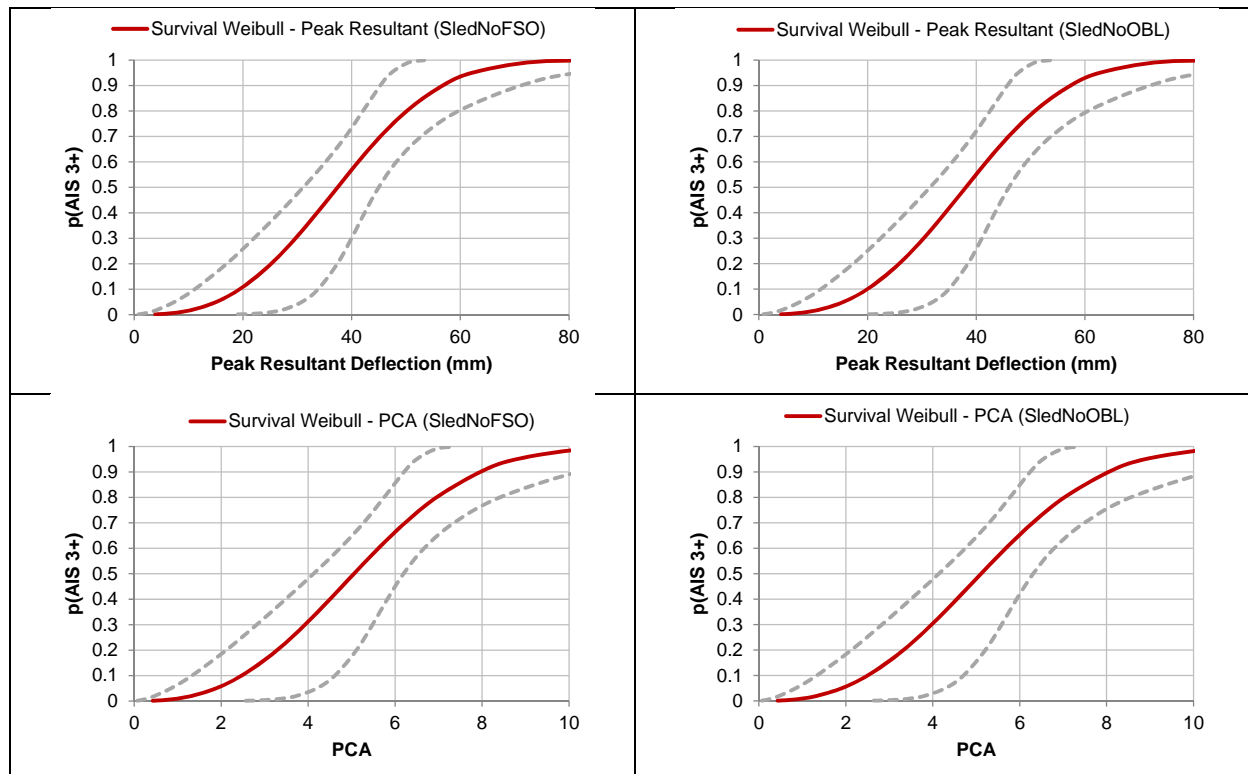 Survival Weibull - Peak Resultant (SledNoFSO)
1
0.9
0.8
0.7
0.6
0.5
0.4
0.3
0.2
0.1
0
p(AIS 3+)
0 20 40 60 80
Peak Resultant Deflection (mm)
Survival Weibull - Peak Resultant (SledNoOBL)
1
0.9
0.8
0.7
0.6
0.5
0.4
0.3
0.2
0.1
0
p(AIS 3+)
0 20 40 60 80
Peak Resultant Deflection (mm)
Survival Weibull - PCA (SledNoFSO)
1
0.9
0.8
0.7
0.6
0.5
0.4
0.3
0.2
0.1
0
p(AIS 3+)
0 2 4 6 8 10
PCA
Survival Weibull - PCA (SledNoOBL)
1
0.9
0.8
0.7
0.6
0.5
0.4
0.3
0.2
0.1
0
p(AIS 3+)
0 2 4 6 8 10
PCA